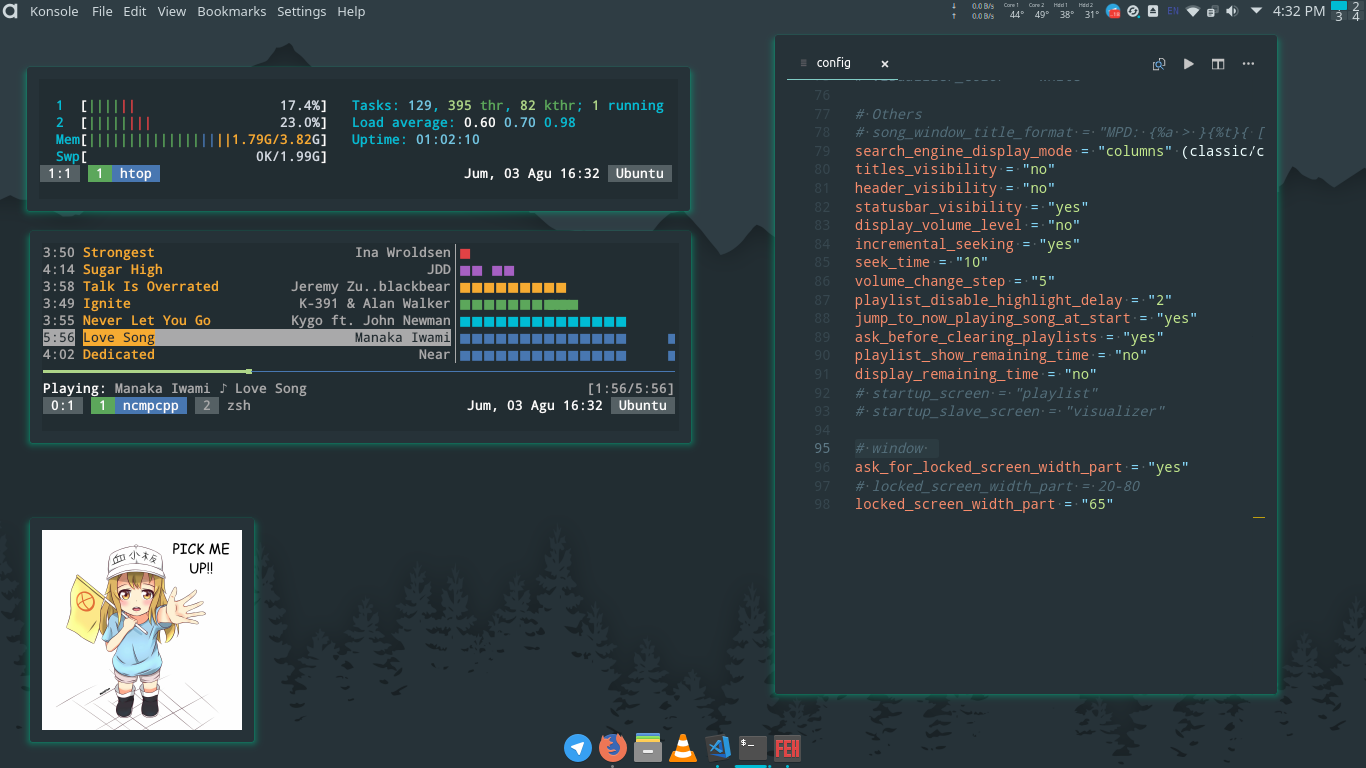 Konsole File Edit View Bookmarks Settings Help
0.0 B/s Core 1 Core 2 Hdd 1 Hdd 2
0.0 B/s 44° 49° 38° 31° EN 4:32 PM 3 2 4
1 [||||||| 17.4%] Tasks: 129, 395 thr, 82 kthr; 1 running
2 [||||||||| 23.0%] Load average: 0.60 0.70 0.98
Mem[||||||||||||||||||||1.79G/3.82G] Uptime: 01:02:10
Swp[ 0K/1.99G]
1:1 1 htop Jum, 03 Agu 16:32 Ubuntu
3:50 Strongest Ina Wroldsen
4:14 Sugar High JDD
3:58 Talk Is Overrated Jeremy Zu..blackbear
3:49 Ignite K-391 & Alan Walker
3:55 Never Let You Go Kygo ft. John Newman
5:56 Love Song Manaka Iwami
4:02 Dedicated Near
Playing: Manaka Iwami ♪ Love Song [1:56/5:56]
0:1 1 ncmpcpp 2 zsh Jum, 03 Agu 16:32 Ubuntu
血小板
PICK ME
UP!!
config
76
77 # Others
78 # song_window_title_format = "MPD: {%a > }{%t}{ [
79 search_engine_display_mode = "columns" (classic/c
80 titles_visibility = "no"
81 header_visibility = "no"
82 statusbar_visibility = "yes"
83 display_volume_level = "no"
84 incremental_seeking = "yes"
85 seek_time = "10"
86 volume_change_step = "5"
87 playlist_disable_highlight_delay = "2"
88 jump_to_now_playing_song_at_start = "yes"
89 ask_before_clearing_playlists = "yes"
90 playlist_show_remaining_time = "no"
91 display_remaining_time = "no"
92 # startup_screen = "playlist"
93 # startup_slave_screen = "visualizer"
94
95 # window
96 ask_for_locked_screen_width_part = "yes"
97 # locked_screen_width_part = 20-80
98 locked_screen_width_part = "65"
$-
FEH